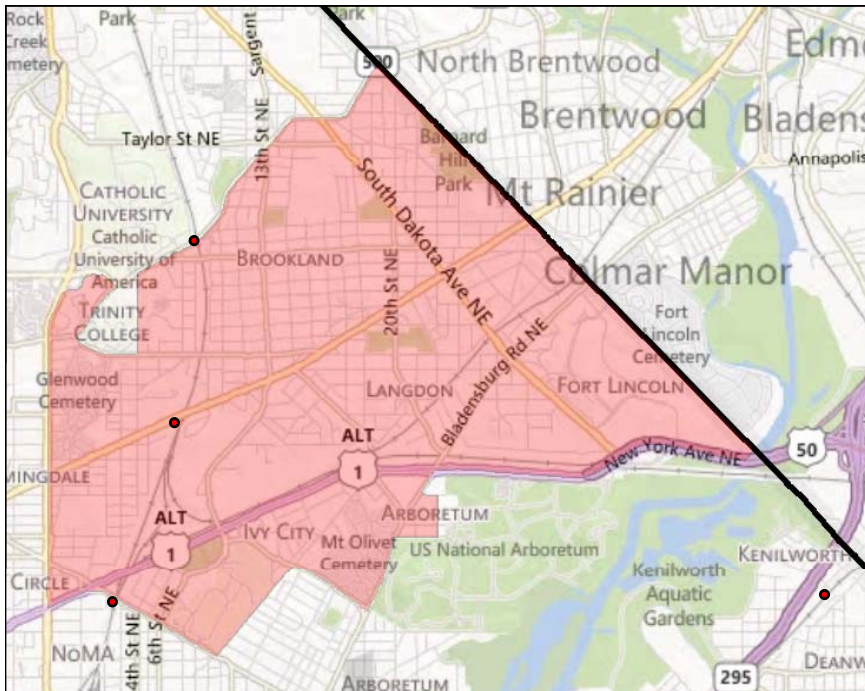 Rock
Creek
Cemetery
Park
Park
Sargent
13th St NE
500
North Brentwood
Edm
Brentwood
Bladens
Taylor St NE
Barnard
Hill
Park
Annapolis
CATHOLIC
UNIVERSITY
Catholic
University of
America
South Dakota Ave NE
Mt Rainier
BROOKLAND
20th St NE
Colmar Manor
TRINITY
COLLEGE
Fort
Lincoln
Cemetery
Bladensburg Rd NE
Glenwood
Cemetery
LANGDON
FORT LINCOLN
ALT
1
New York Ave NE
50
MINGDALE
ALT
1
IVY CITY
ARBORETUM
Mt Olivet
Cemetery
US National Arboretum
KENILWORTH
CIRCLE
Kenilworth
Aquatic
Gardens
4th St NE
6th St NE
NOMA
ARBORETUM
295
DEANW